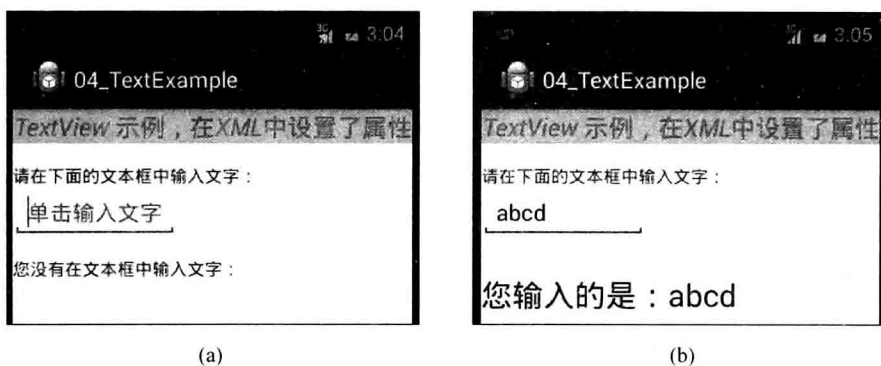 3G 3:04
04_TextExample
TextView 示例，在XML中设置了属性
请在下面的文本框中输入文字：
单击输入文字
您没有在文本框中输入文字：
(a)
3G 3:05
04_TextExample
TextView 示例，在XML中设置了属性
请在下面的文本框中输入文字：
abcd
您输入的是：abcd
(b)